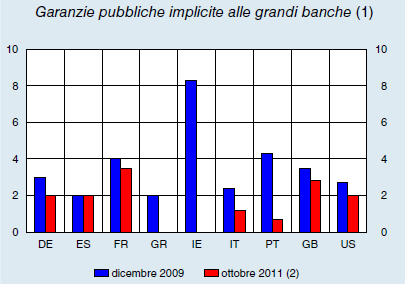 Garanzie pubbliche implicite alle grandi banche (1)
10 10
8 8
6 6
4 4
2 2
0 0
DE ES FR GR IE IT PT GB US
dicembre 2009 ottobre 2011 (2)